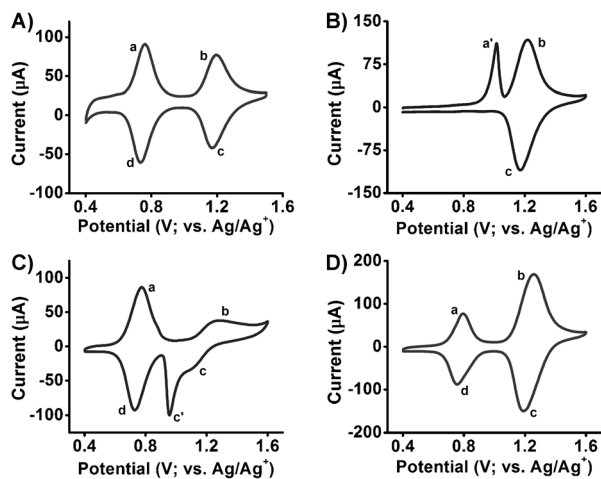 A)
100
50
0
-50
-100
Current (µA)
a
b
c
d
0.4 0.8 1.2 1.6
Potential (V; vs. Ag/Ag+)
B)
150
75
0
-75
-150
Current (µA)
a'
b
c
0.4 0.8 1.2 1.6
Potential (V; vs. Ag/Ag+)
C)
100
50
0
-50
-100
Current (µA)
a
b
c
c'
d
0.4 0.8 1.2 1.6
Potential (V; vs. Ag/Ag+)
D)
200
100
0
-100
-200
Current (µA)
a
b
c
d
0.4 0.8 1.2 1.6
Potential (V; vs. Ag/Ag+)